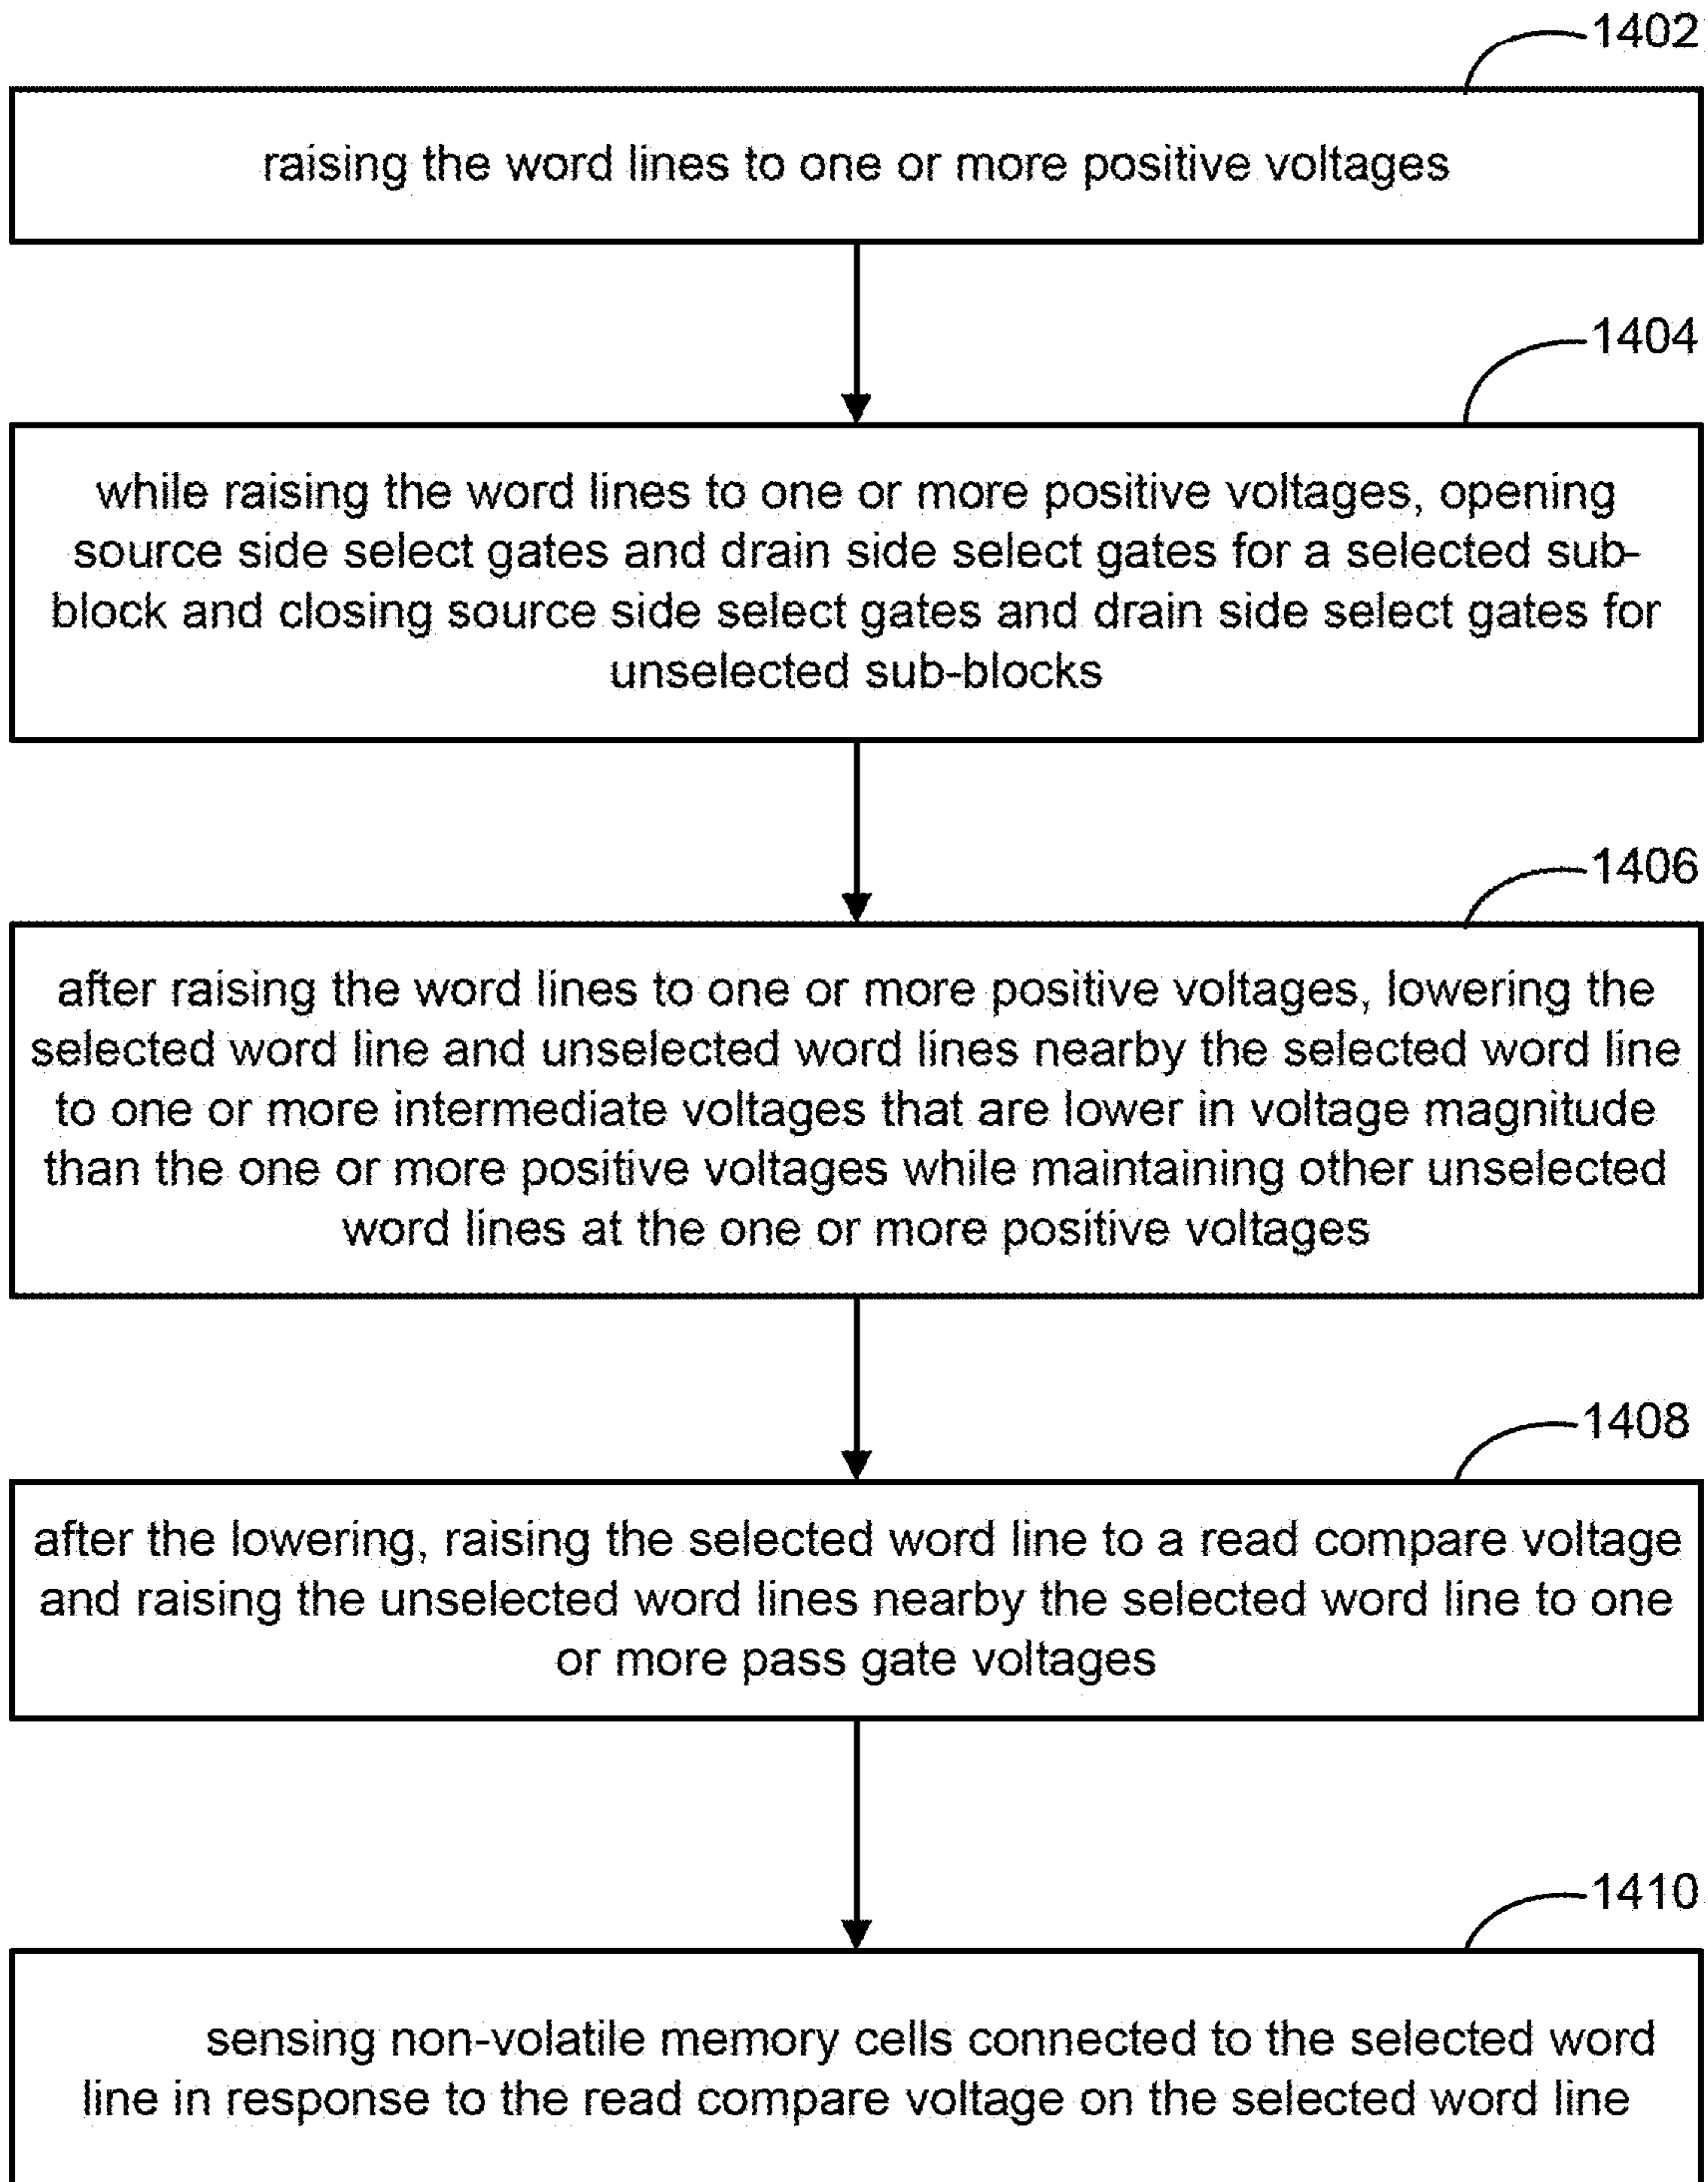 1402
raising the word lines to one or more positive voltages
1404
while raising the word lines to one or more positive voltages, opening
source side select gates and drain side select gates for a selected sub-
block and closing source side select gates and drain side select gates for
unselected sub-blocks
1406
after raising the word lines to one or more positive voltages, lowering the
selected word line and unselected word lines nearby the selected word line
to one or more intermediate voltages that are lower in voltage magnitude
than the one or more positive voltages while maintaining other unselected
word lines at the one or more positive voltages
1408
after the lowering, raising the selected word line to a read compare voltage
and raising the unselected word lines nearby the selected word line to one
or more pass gate voltages
1410
sensing non-volatile memory cells connected to the selected word
line in response to the read compare voltage on the selected word line